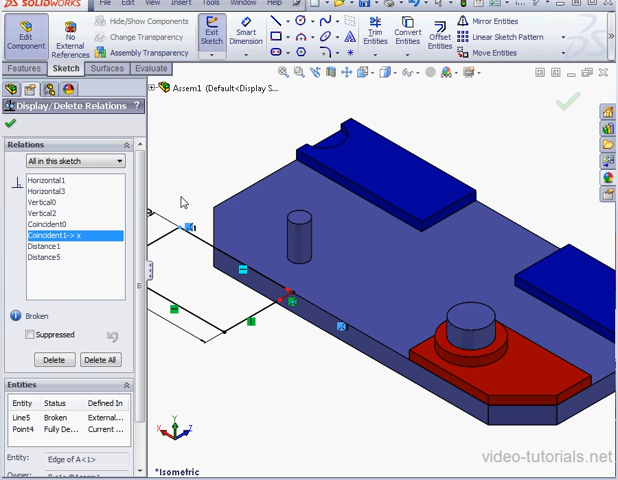 SOLIDWORKS File Edit View Insert Tools Window Help
Edit Component
No External References
Hide/Show Components
Change Transparency
Assembly Transparency
Exit Sketch
Smart Dimension
Trim Entities
Convert Entities
Offset Entities
Mirror Entities
Linear Sketch Pattern
Move Entities
Features Sketch Surfaces Evaluate
Display/Delete Relations ?
Assem1 (Default<Display S...
Relations
All in this sketch
Horizontal1
Horizontal3
Vertical0
Vertical2
Coincident0
Coincident1-> x
Distance1
Distance5
Broken
Suppressed
Delete Delete All
Entities
Entity Status Defined In
Line5 Broken External...
Point4 Fully De... Current ...
Entity: Edge of A<1>
Y
X Z
*Isometric
video-tutorials.net